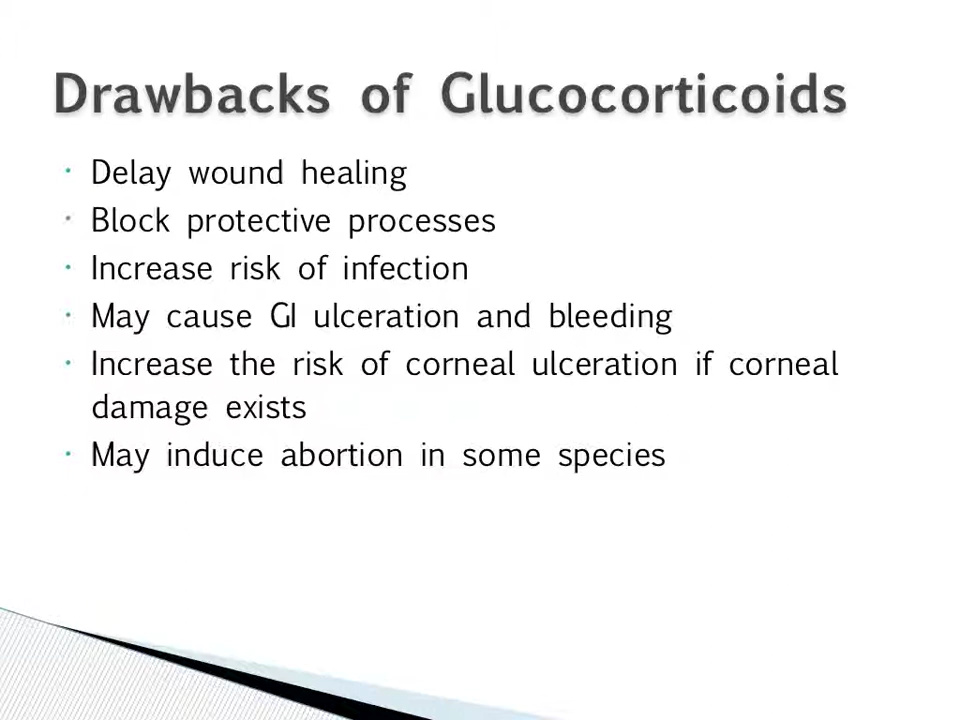 Drawbacks of Glucocorticoids
• Delay wound healing
• Block protective processes
• Increase risk of infection
• May cause GI ulceration and bleeding
• Increase the risk of corneal ulceration if corneal
damage exists
• May induce abortion in some species